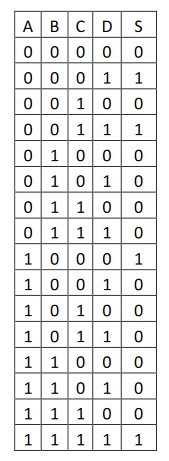 A B C D S
0 0 0 0 0
0 0 0 1 1
0 0 1 0 0
0 0 1 1 1
0 1 0 0 0
0 1 0 1 0
0 1 1 0 0
0 1 1 1 0
1 0 0 0 1
1 0 0 1 0
1 0 1 0 0
1 0 1 1 0
1 1 0 0 0
1 1 0 1 0
1 1 1 0 0
1 1 1 1 1